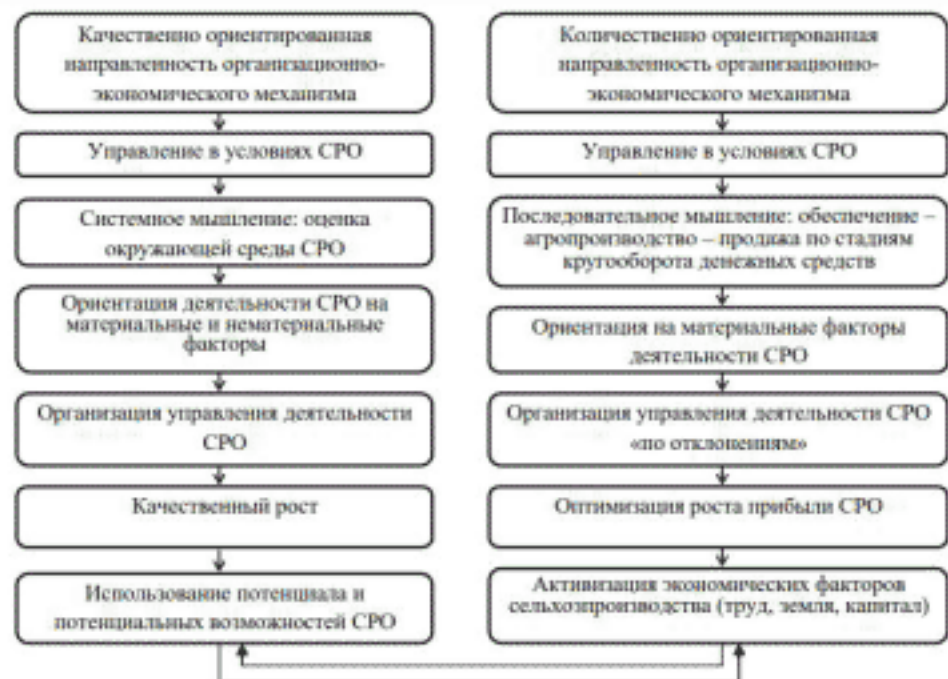 Качественно ориентированная
направленность организационно-
экономического механизма
Управление в условиях СРО
Системное мышление: оценка
окружающей среды СРО
Ориентация деятельности СРО на
материальные и нематериальные
факторы
Организация управления деятельности
СРО
Качественный рост
Использование потенциала и
потенциальных возможностей СРО
Количественно ориентированная
направленность организационно-
экономического механизма
Управление в условиях СРО
Последовательное мышление: обеспечение –
агропроизводство – продажа по стадиям
кругооборота денежных средств
Ориентация на материальные факторы
деятельности СРО
Организация управления деятельности СРО
«по отклонениям»
Оптимизация роста прибыли СРО
Активизация экономических факторов
сельхозпроизводства (труд, земля, капитал)